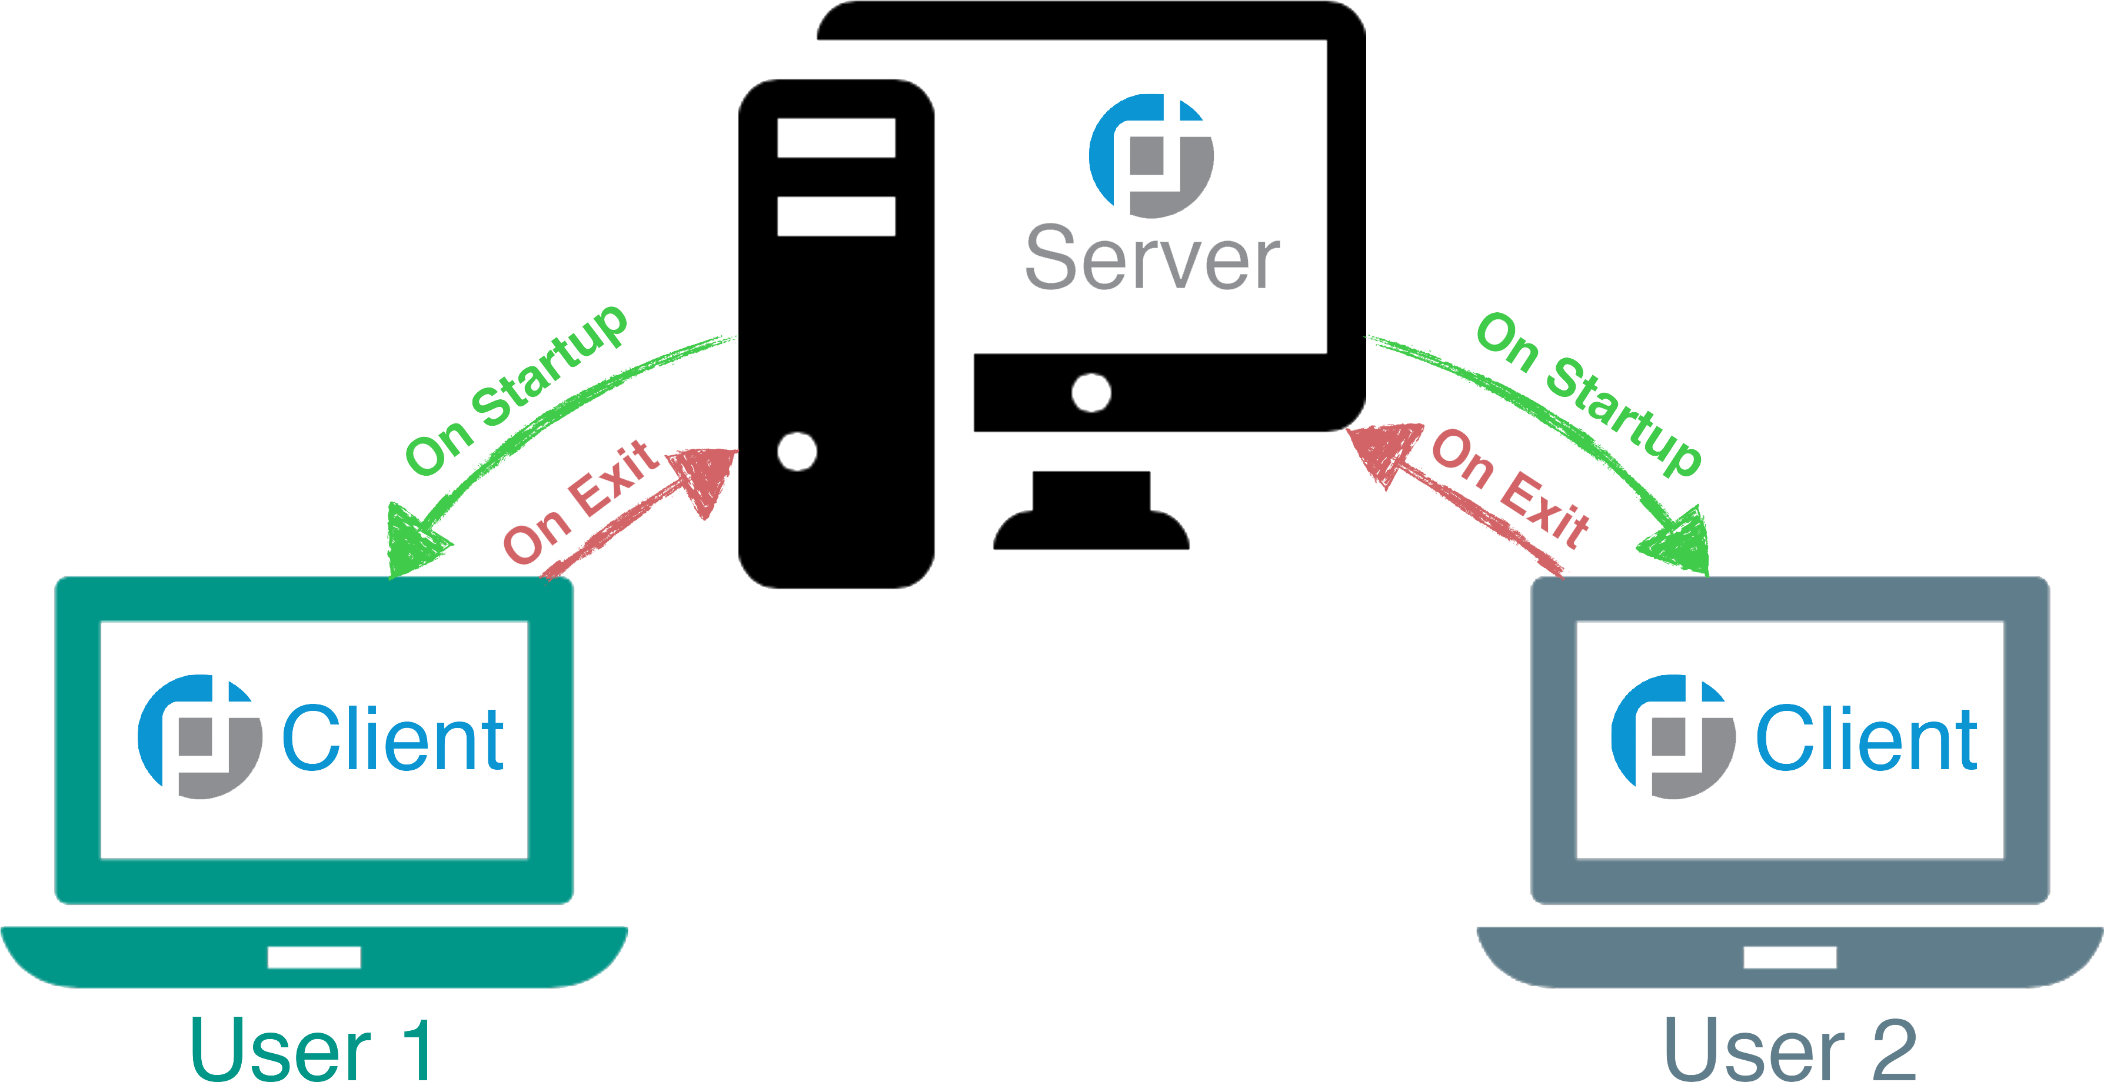 Server
On Startup
On Exit
On Startup
On Exit
Client
Client
User 1
User 2